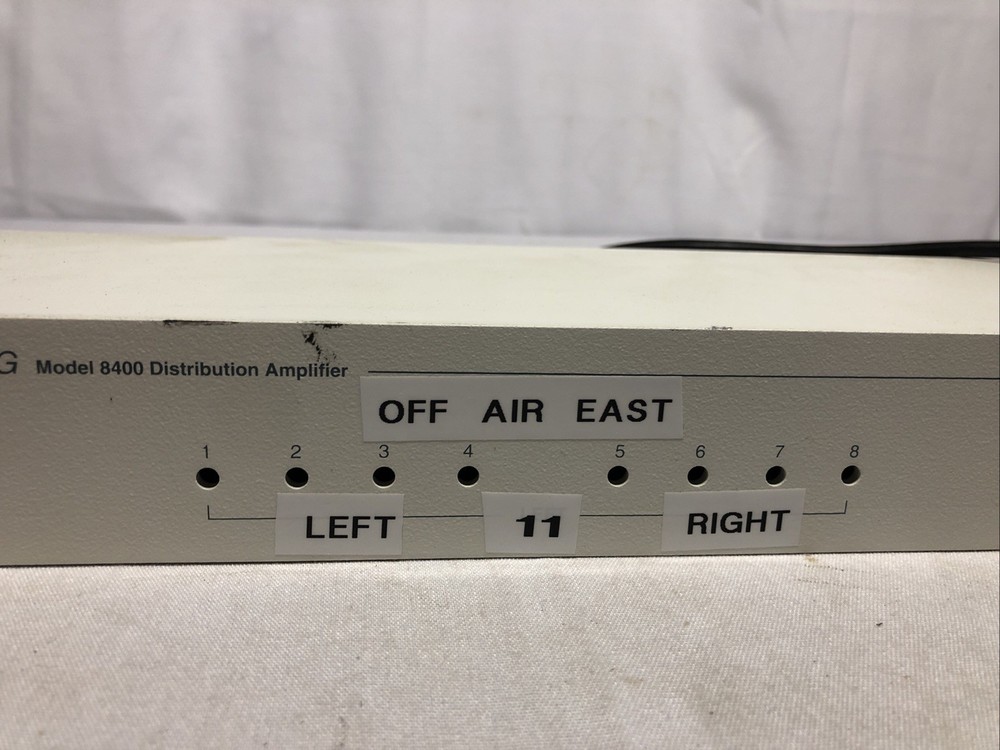 G Model 8400 Distribution Amplifier
OFF AIR EAST
1 2 3 4 5 6 7 8
LEFT 11 RIGHT